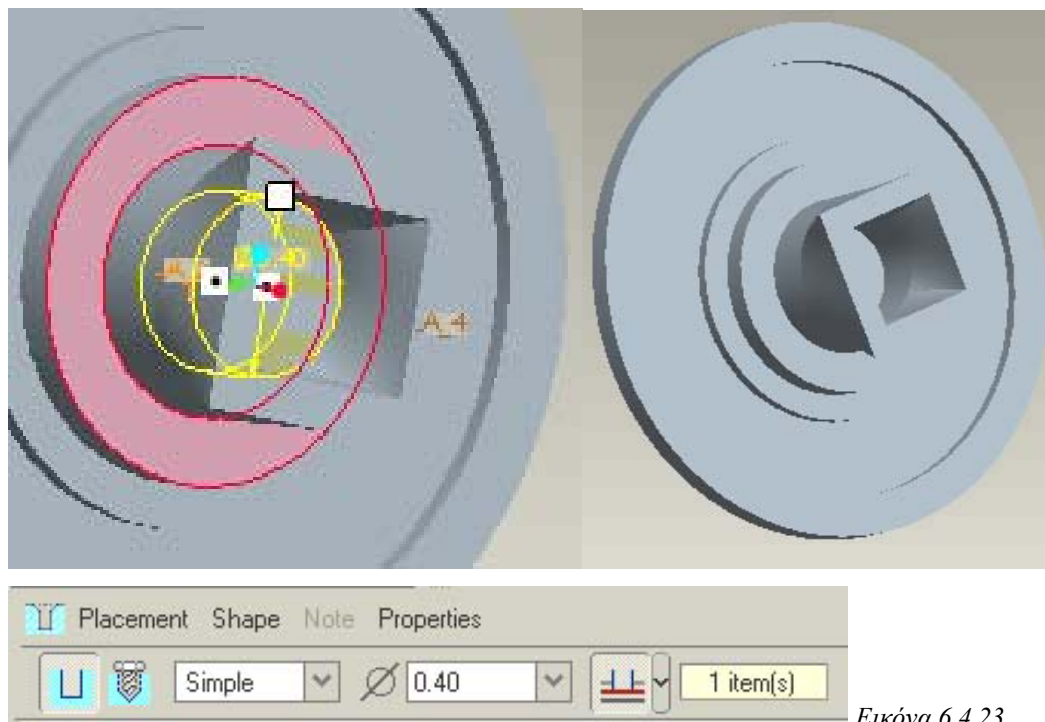 A_4
Placement Shape Note Properties
Simple 0.40 1 item(s)
Εικόνα 6.4.23